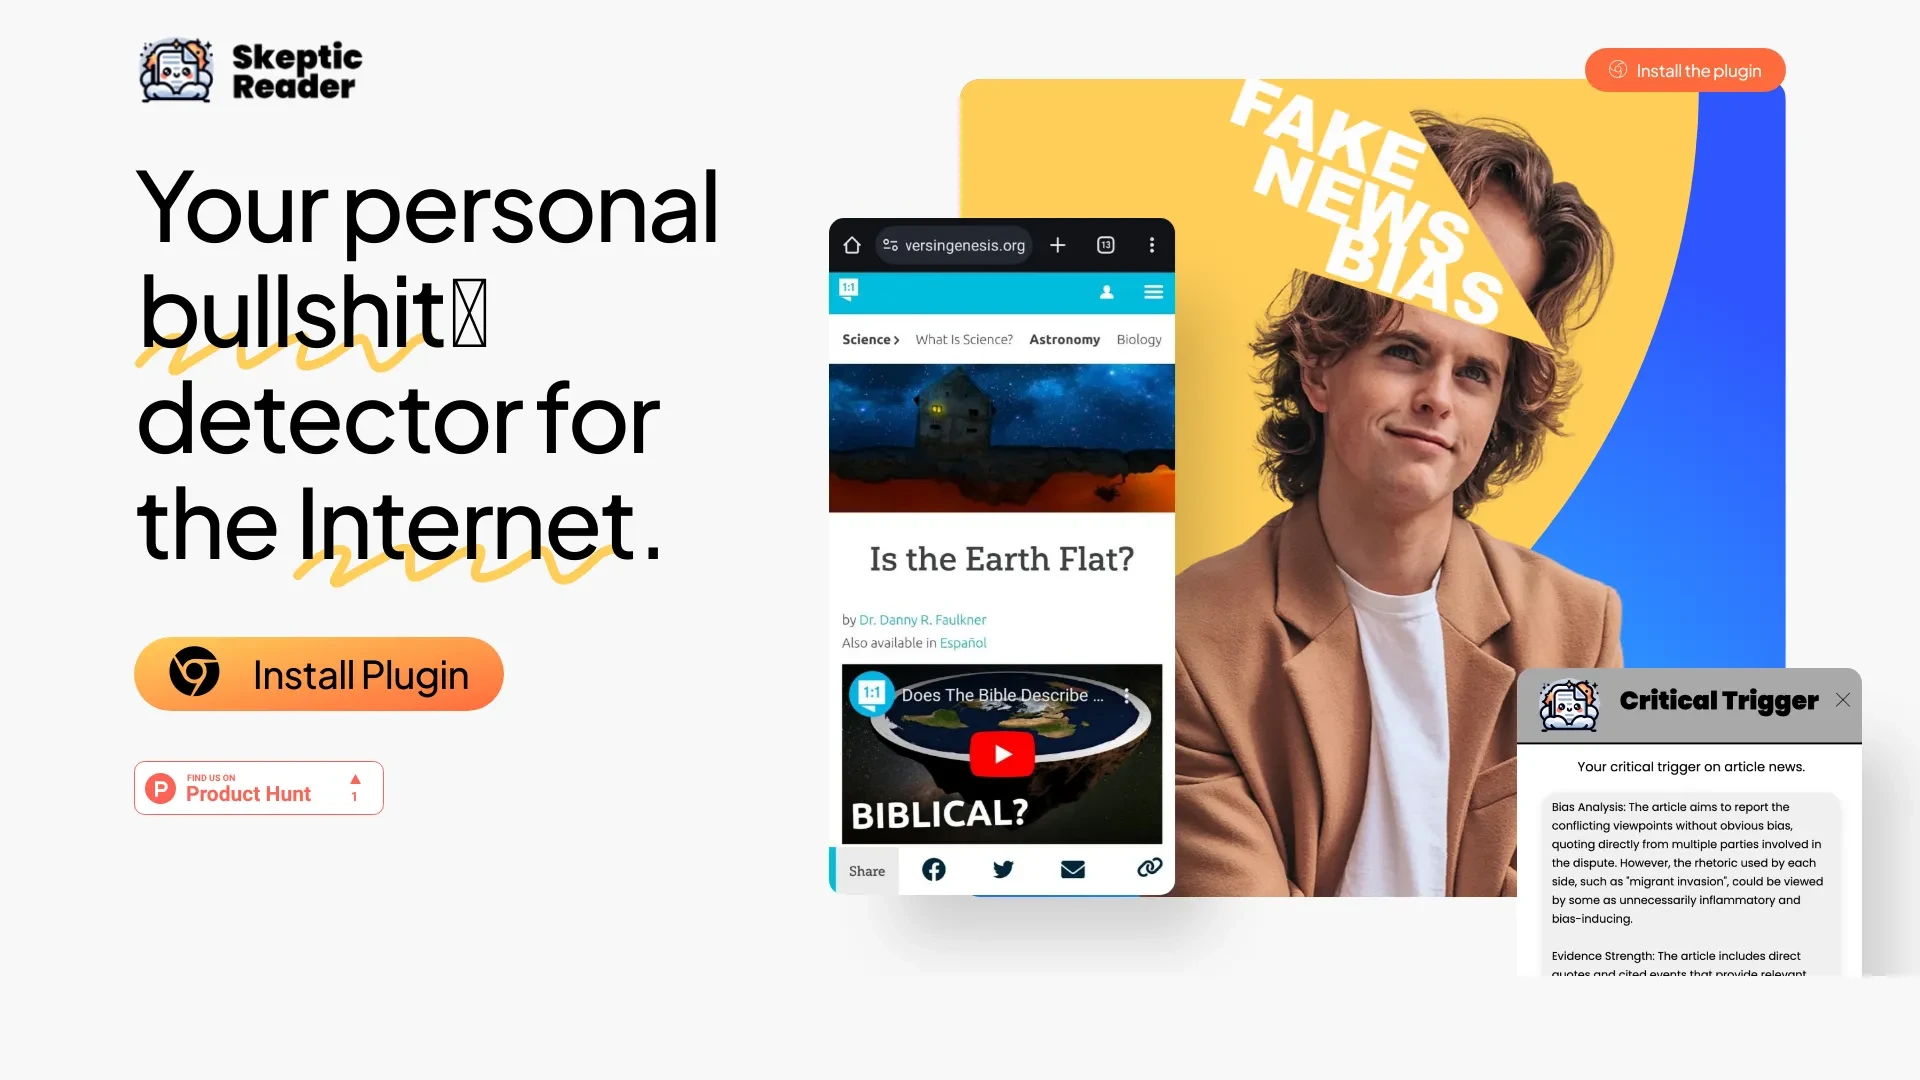 Skeptic
Reader
Install the plugin
Your personal
bullshit
detector for
the Internet.
Install Plugin
FIND US ON
Product Hunt
1
FAKE
NEWS
BIAS
versingenesis.org
13
1:1
Science
What Is Science?
Astronomy
Biology
Is the Earth Flat?
by Dr. Danny R. Faulkner
Also available in Español
1:1
Does The Bible Describe ...
BIBLICAL?
Share
Critical Trigger
Your critical trigger on article news.
Bias Analysis: The article aims to report the
conflicting viewpoints without obvious bias,
quoting directly from multiple parties involved in
the dispute. However, the rhetoric used by each
side, such as "migrant invasion", could be viewed
by some as unnecessarily inflammatory and
bias-inducing.
Evidence Strength: The article includes direct
quotes and cited events that provide relevant